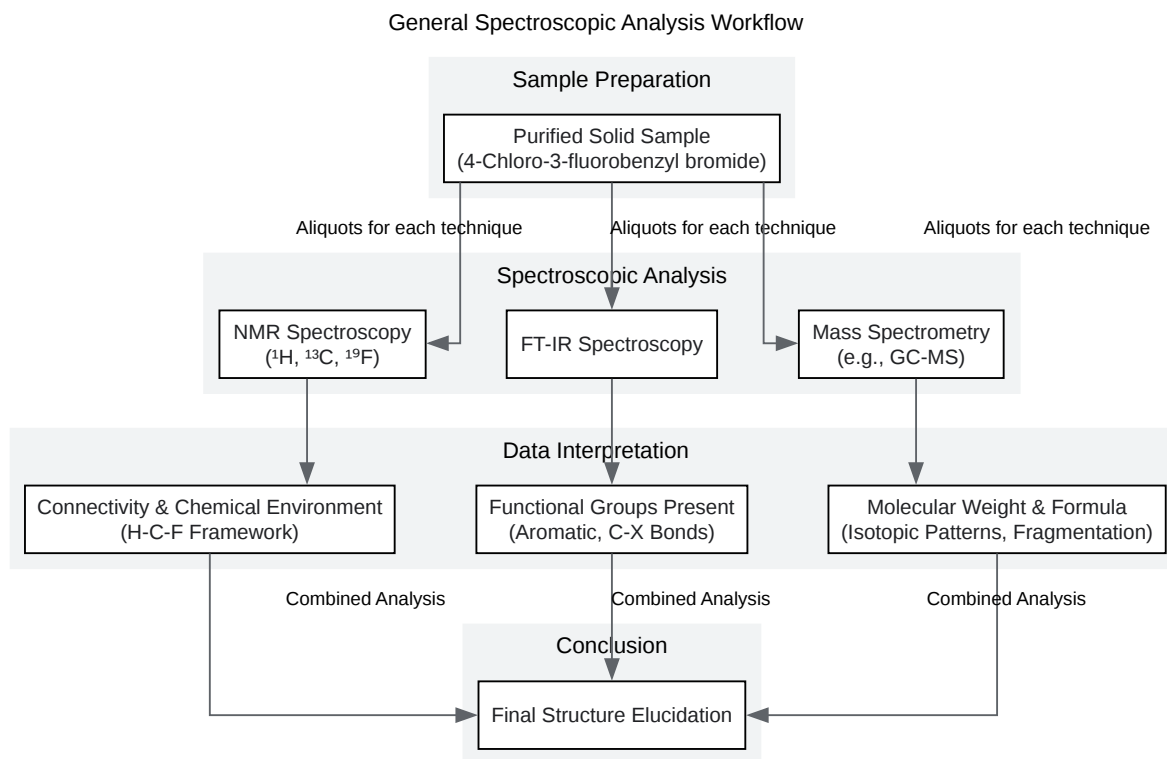 General Spectroscopic Analysis Workflow
Sample Preparation
Purified Solid Sample
(4-Chloro-3-fluorobenzyl bromide)
Aliquots for each technique
Aliquots for each technique
Aliquots for each technique
Spectroscopic Analysis
NMR Spectroscopy
(¹H, ¹³C, ¹⁹F)
FT-IR Spectroscopy
Mass Spectrometry
(e.g., GC-MS)
Data Interpretation
Connectivity & Chemical Environment
(H-C-F Framework)
Functional Groups Present
(Aromatic, C-X Bonds)
Molecular Weight & Formula
(Isotopic Patterns, Fragmentation)
Combined Analysis
Combined Analysis
Combined Analysis
Conclusion
Final Structure Elucidation